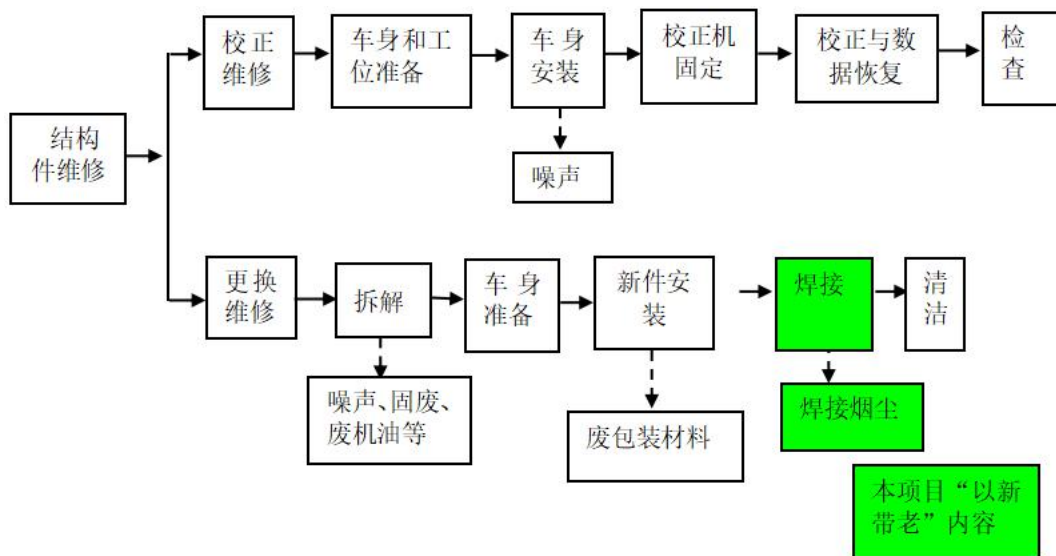 结构
件维修
校正
维修
车身和工
位准备
车身
安装
校正机
固定
校正与数
据恢复
检
查
噪声
更换
维修
拆解
车身
准备
新件安
装
焊接
清
洁
噪声、固废、
废机油等
废包装材料
焊接烟尘
本项目“以新
带老”内容